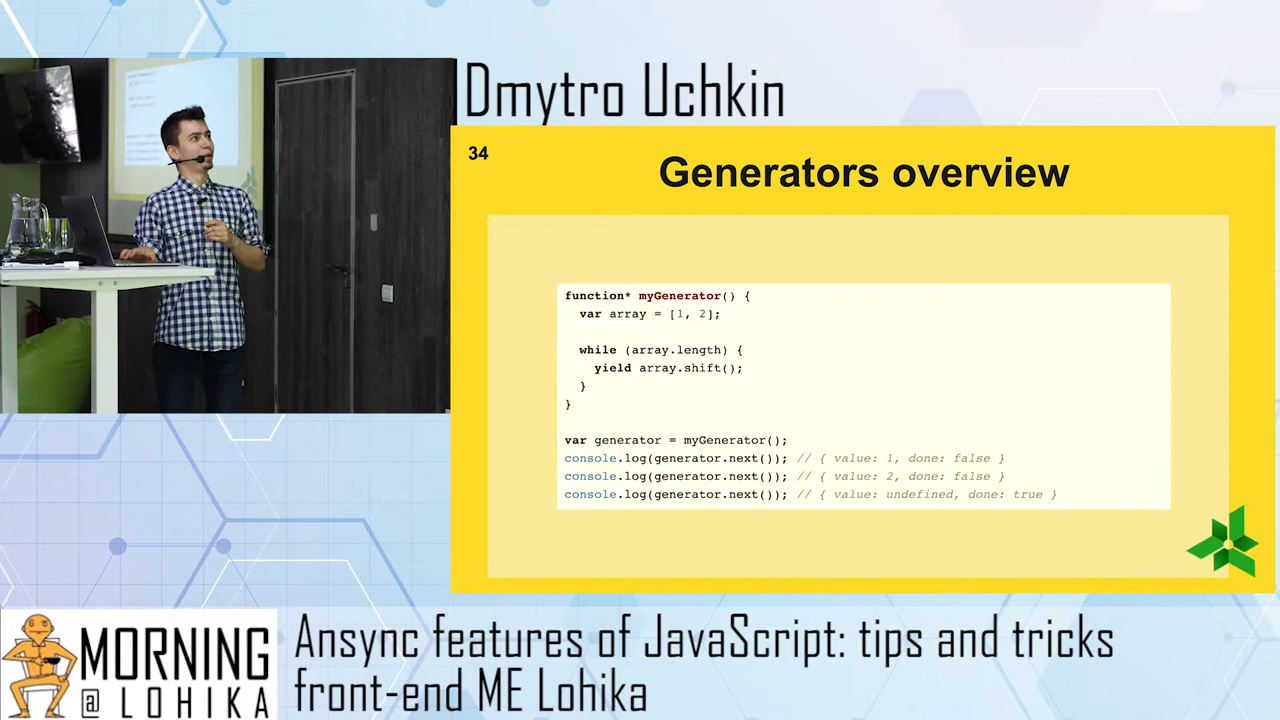 Dmytro Uchkin
34
Generators overview
function* myGenerator() {
var array = [1, 2];
while (array.length) {
yield array.shift();
}
}
var generator = myGenerator();
console.log(generator.next()); // { value: 1, done: false }
console.log(generator.next()); // { value: 2, done: false }
console.log(generator.next()); // { value: undefined, done: true }
MORNING
@ LOHIKA
Ansync features of JavaScript: tips and tricks
front-end ME Lohika